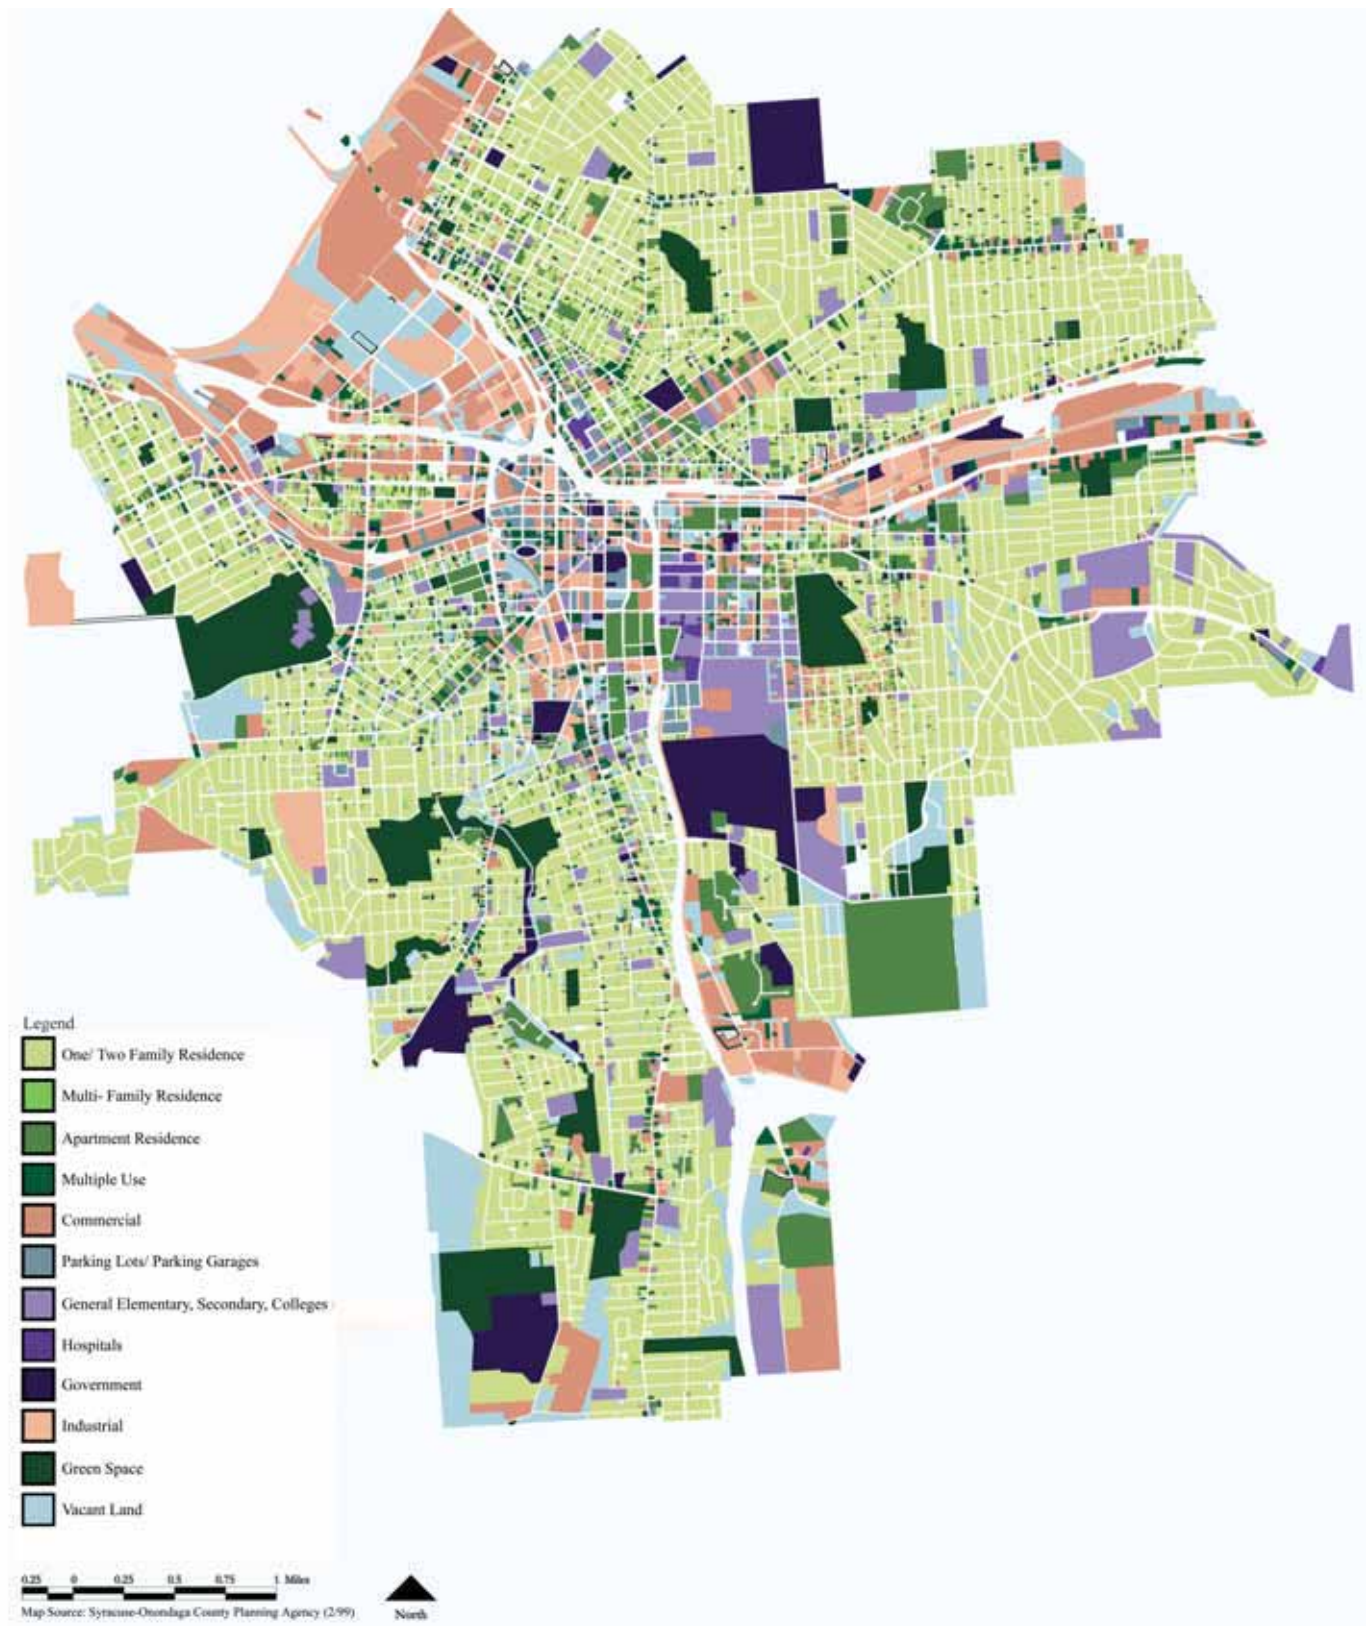 Legend
One/ Two Family Residence
Multi- Family Residence
Apartment Residence
Multiple Use
Commercial
Parking Lots/ Parking Garages
General Elementary, Secondary, Colleges
Hospitals
Government
Industrial
Green Space
Vacant Land
0.25 0 0.25 0.5 0.75 1 Miles
Map Source: Syracuse-Onondaga County Planning Agency (2/99)
North